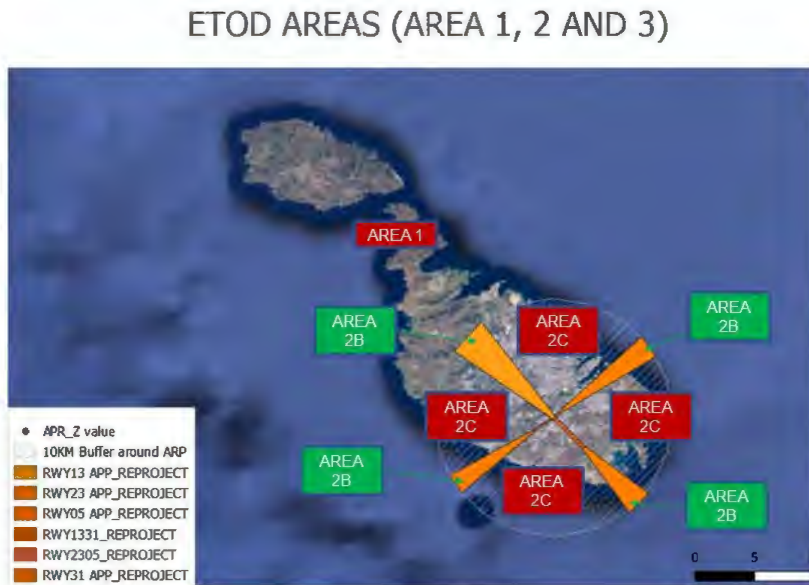 ETOD AREAS (AREA 1, 2 AND 3)
AREA 1
AREA
2B
AREA
2C
AREA
2B
AREA
2C
AREA
2C
AREA
2B
AREA
2C
AREA
2B
APR_Z value
10KM Buffer around ARP
RWY13 APP_REPROJECT
RWY23 APP_REPROJECT
RWY05 APP_REPROJECT
RWY1331_REPROJECT
RWY2305_REPROJECT
RWY31 APP_REPROJECT
0 5